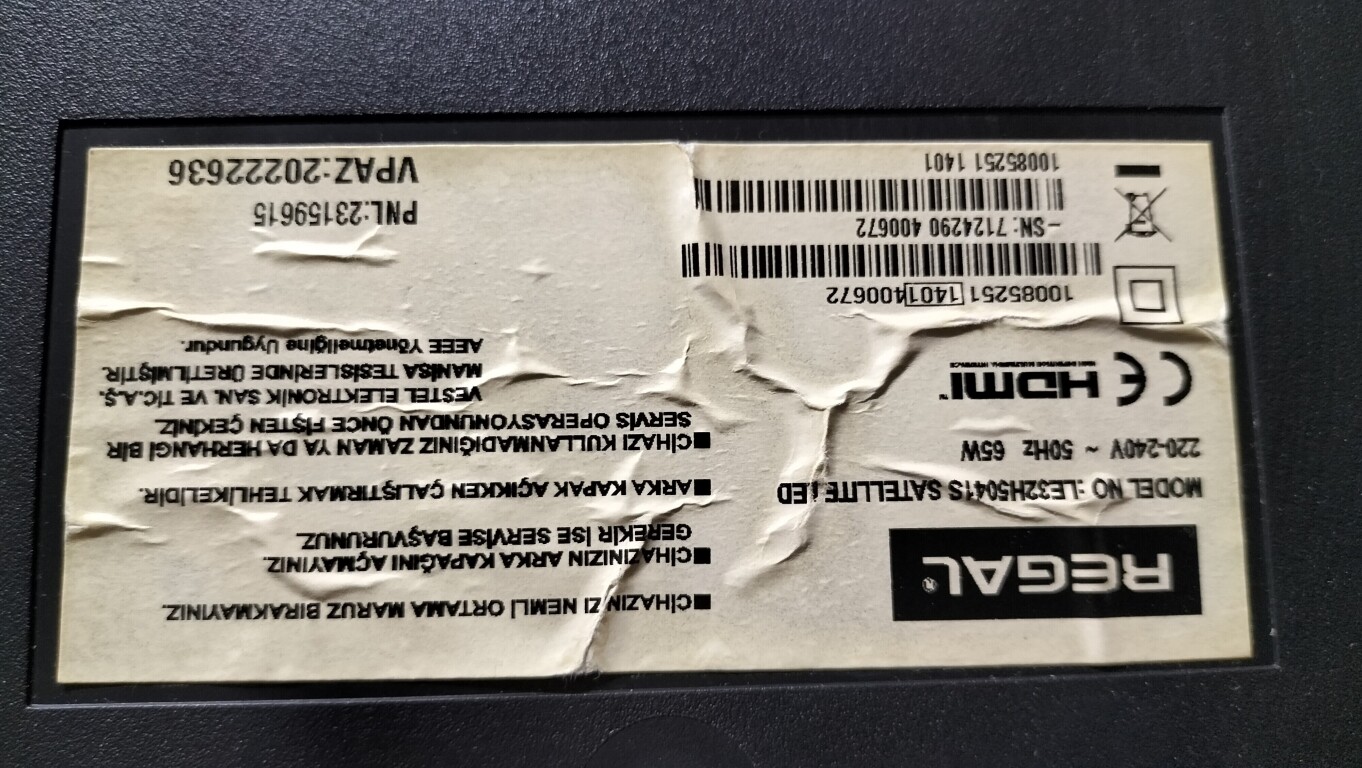 REGAL®
MODEL NO :LE32H5041S SATELLITE LED
220-240V ~ 50Hz 65W
CE HDMI™
10085251 1401400672
SN: 7124290 400672
10085251 1401
■CİHAZINIZI NEMLİ ORTAMA MARUZ BIRAKMAYINIZ.
■CİHAZINIZIN ARKA KAPAĞINI AÇMAYINIZ.
GEREKİR İSE SERVİSE BAŞVURUNUZ.
■ARKA KAPAK AÇIKKEN ÇALIŞTIRMAK TEHLİKELİDİR.
■CİHAZI KULLANMADIĞINIZ ZAMAN YA DA HERHANGİ BİR
SERVİS OPERASYONUNDAN ÖNCE FİŞTEN ÇEKİNİZ.
VESTEL ELEKTRONİK SAN. VE TİC.A.Ş.
MANİSA TESİSLERİNDE ÜRETİLMİŞTİR.
AEEE Yönetmeliğine Uygundur.
PNL:23159615
VPAZ:20222636